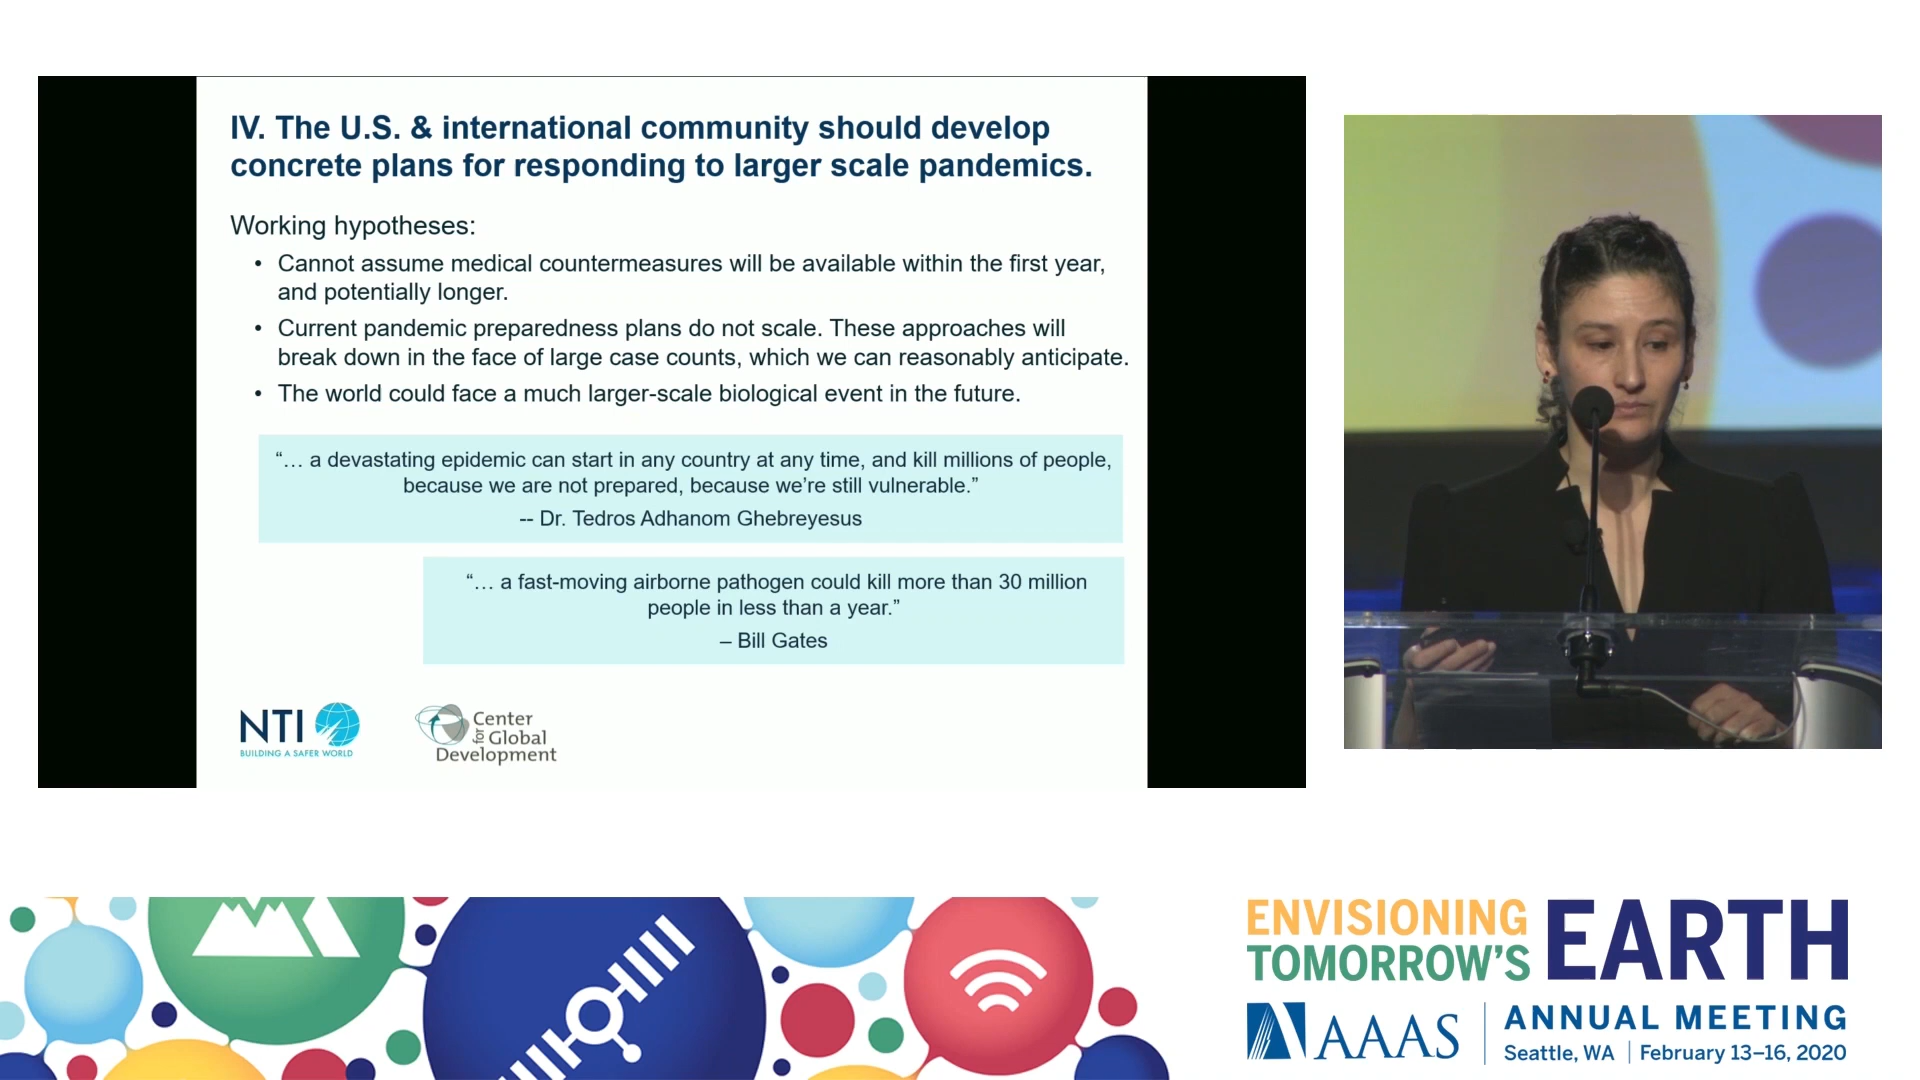 IV. The U.S. & international community should develop
concrete plans for responding to larger scale pandemics.
Working hypotheses:
• Cannot assume medical countermeasures will be available within the first year,
and potentially longer.
• Current pandemic preparedness plans do not scale. These approaches will
break down in the face of large case counts, which we can reasonably anticipate.
• The world could face a much larger-scale biological event in the future.
“… a devastating epidemic can start in any country at any time, and kill millions of people,
because we are not prepared, because we’re still vulnerable.”
-- Dr. Tedros Adhanom Ghebreyesus
“… a fast-moving airborne pathogen could kill more than 30 million
people in less than a year.”
– Bill Gates
NTI
BUILDING A SAFER WORLD
Center
for Global
Development
ENVISIONING
TOMORROW’S
EARTH
AAAS
ANNUAL MEETING
Seattle, WA | February 13–16, 2020